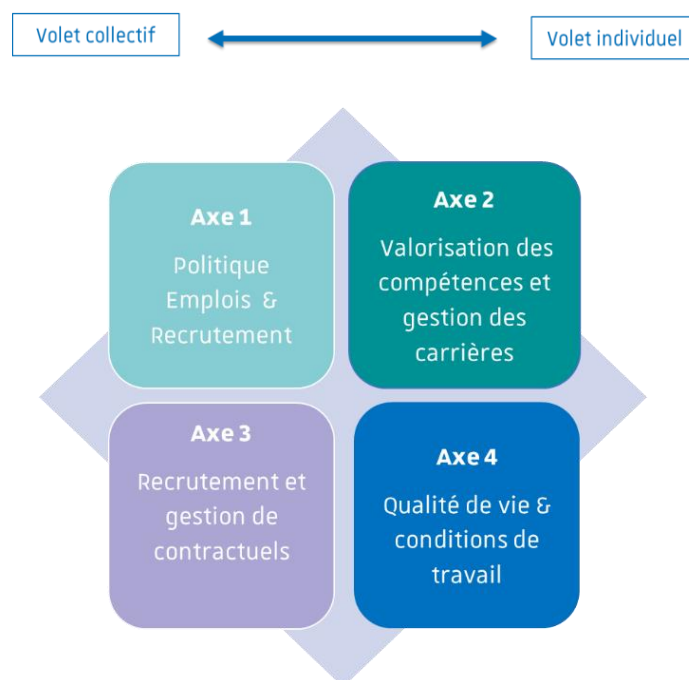 Volet collectif
Volet individuel
Axe 1
Politique
Emplois & 
Recrutement
Axe 2
Valorisation des
compétences et
gestion des
carrières
Axe 3
Recrutement et
gestion de
contractuels
Axe 4
Qualité de vie &
conditions de
travail